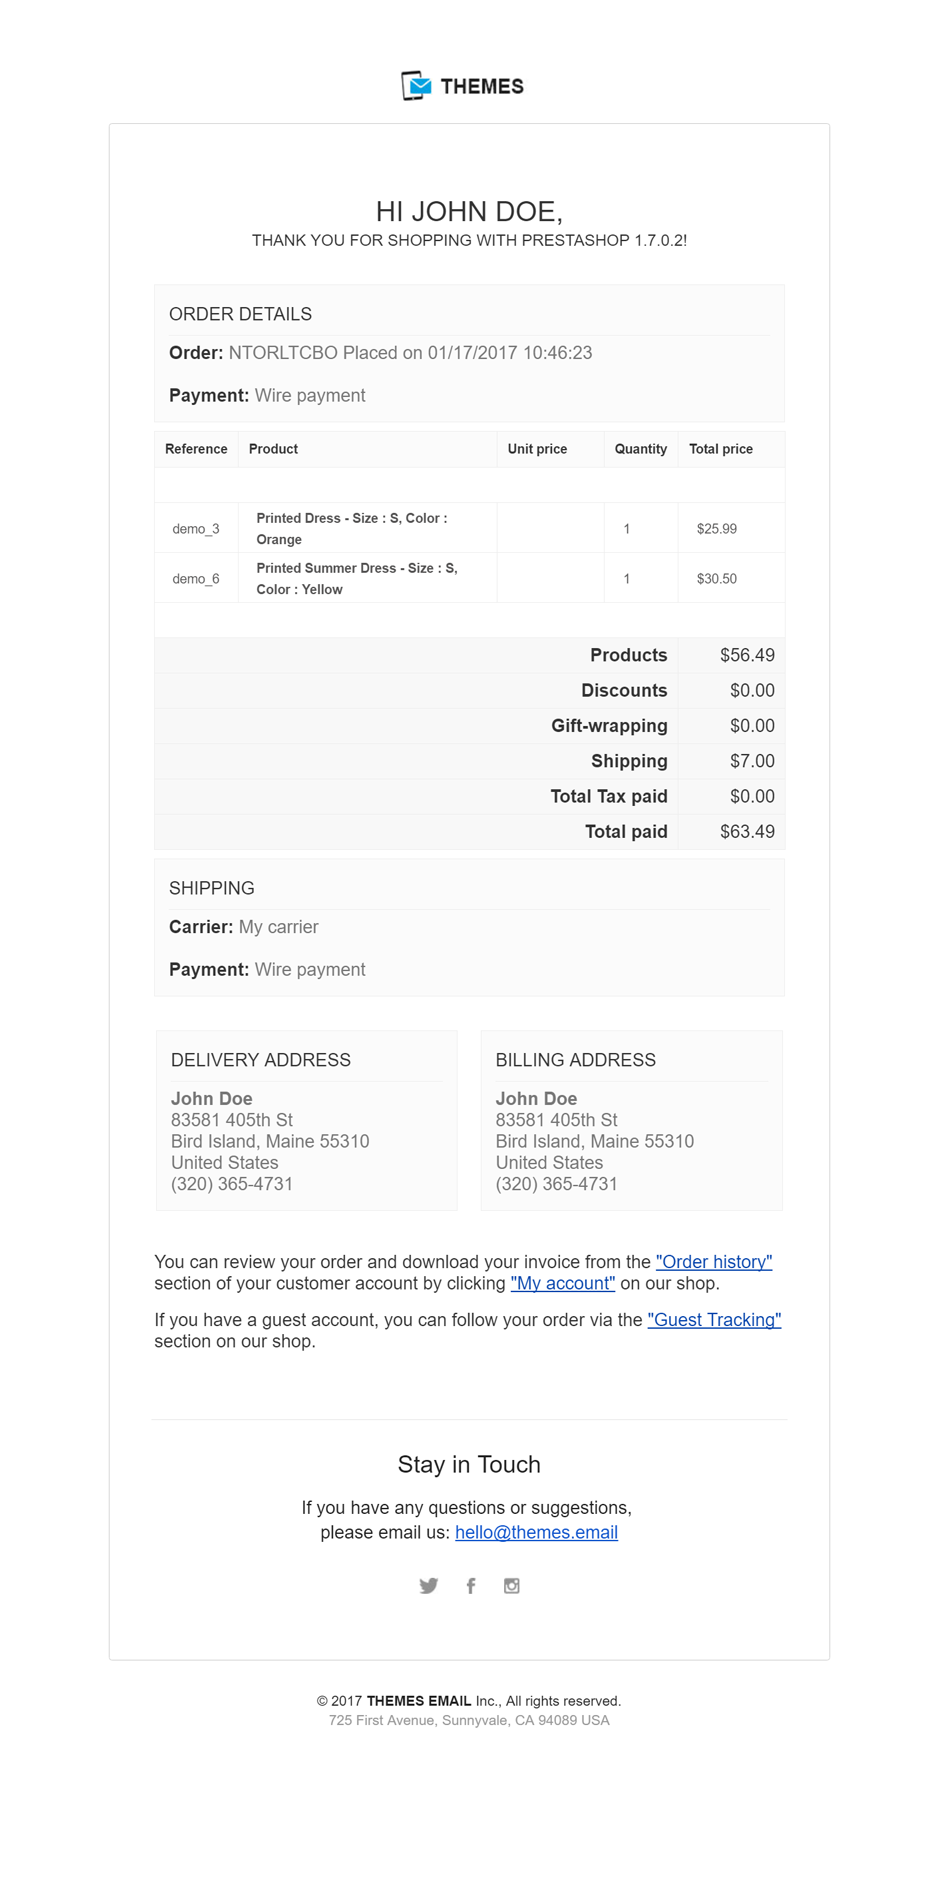 THEMES
HI JOHN DOE,
THANK YOU FOR SHOPPING WITH PRESTASHOP 1.7.0.2!
ORDER DETAILS
Order: NTORLTCBO Placed on 01/17/2017 10:46:23
Payment: Wire payment
Reference Product Unit price Quantity Total price
demo_3 Printed Dress - Size : S, Color : 1 $25.99
Orange
demo_6 Printed Summer Dress - Size : S, 1 $30.50
Color : Yellow
Products $56.49
Discounts $0.00
Gift-wrapping $0.00
Shipping $7.00
Total Tax paid $0.00
Total paid $63.49
SHIPPING
Carrier: My carrier
Payment: Wire payment
DELIVERY ADDRESS
John Doe
83581 405th St
Bird Island, Maine 55310
United States
(320) 365-4731
BILLING ADDRESS
John Doe
83581 405th St
Bird Island, Maine 55310
United States
(320) 365-4731
You can review your order and download your invoice from the "Order history"
section of your customer account by clicking "My account" on our shop.
If you have a guest account, you can follow your order via the "Guest Tracking"
section on our shop.
Stay in Touch
If you have any questions or suggestions,
please email us: hello@themes.email
© 2017 THEMES EMAIL Inc., All rights reserved.
725 First Avenue, Sunnyvale, CA 94089 USA